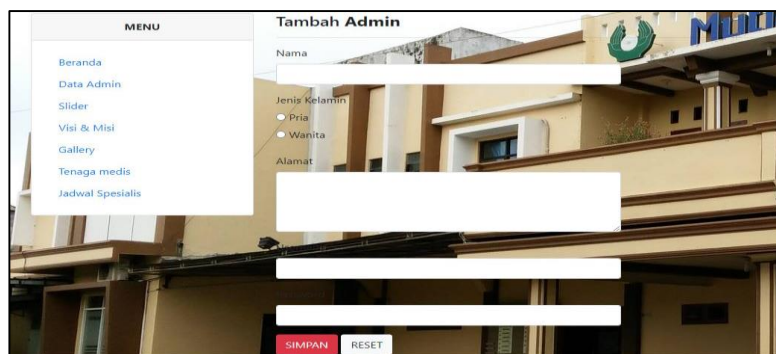 MENU
Beranda
Data Admin
Slider
Visi & Misi
Gallery
Tenaga medis
Jadwal Spesialis
Tambah Admin
Nama
Jenis Kelamin
Pria
Wanita
Alamat
SIMPAN
RESET